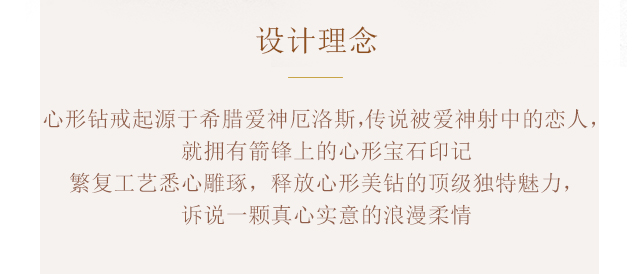 设计理念
心形钻戒起源于希腊爱神厄洛斯,传说被爱神射中的恋人,
就拥有箭锋上的心形宝石印记
繁复工艺悉心雕琢，释放心形美钻的顶级独特魅力，
诉说一颗真心实意的浪漫柔情